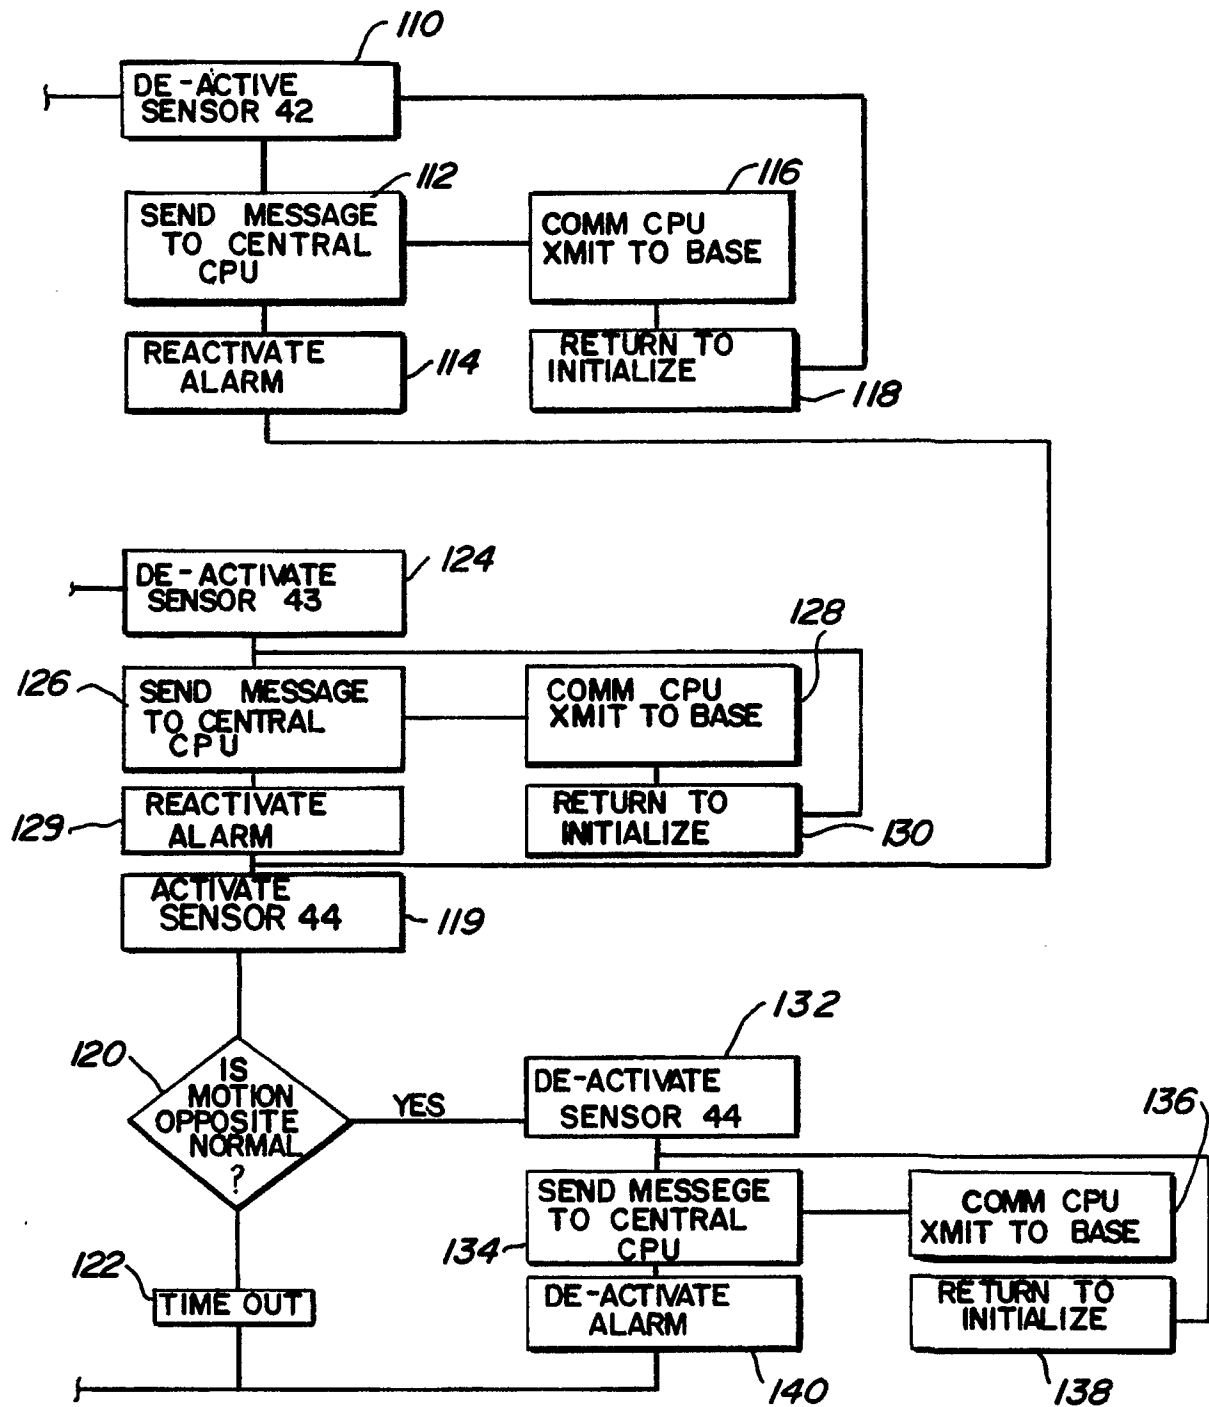 110
DE-ACTIVE
SENSOR 42
112
SEND MESSAGE
TO CENTRAL
CPU
116
COMM CPU
XMIT TO BASE
REACTIVATE
ALARM
114
RETURN TO
INITIALIZE
118
DE-ACTIVATE
SENSOR 43
124
128
126
SEND MESSAGE
TO CENTRAL
CPU
COMM CPU
XMIT TO BASE
129
REACTIVATE
ALARM
RETURN TO
INITIALIZE
130
ACTIVATE
SENSOR 44
119
120
IS
MOTION
OPPOSITE
NORMAL
?
YES
132
DE-ACTIVATE
SENSOR 44
136
134
SEND MESSEGE
TO CENTRAL
CPU
COMM CPU
XMIT TO BASE
122
TIME OUT
DE-ACTIVATE
ALARM
140
RETURN TO
INITIALIZE
138